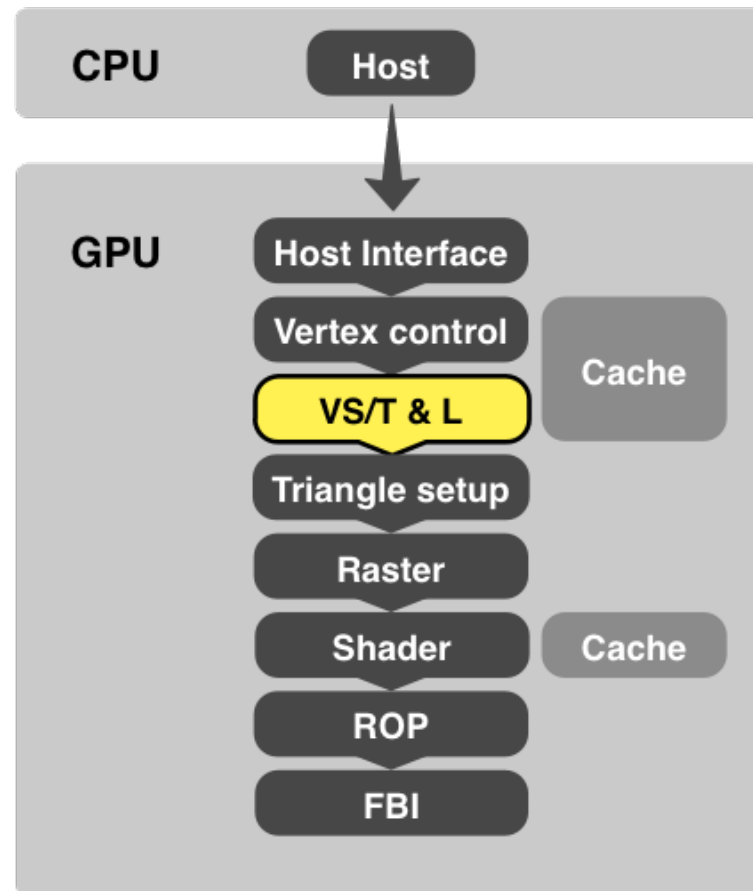 CPU
Host
GPU
Host Interface
Vertex control
Cache
VS/T & L
Triangle setup
Raster
Shader
Cache
ROP
FBI